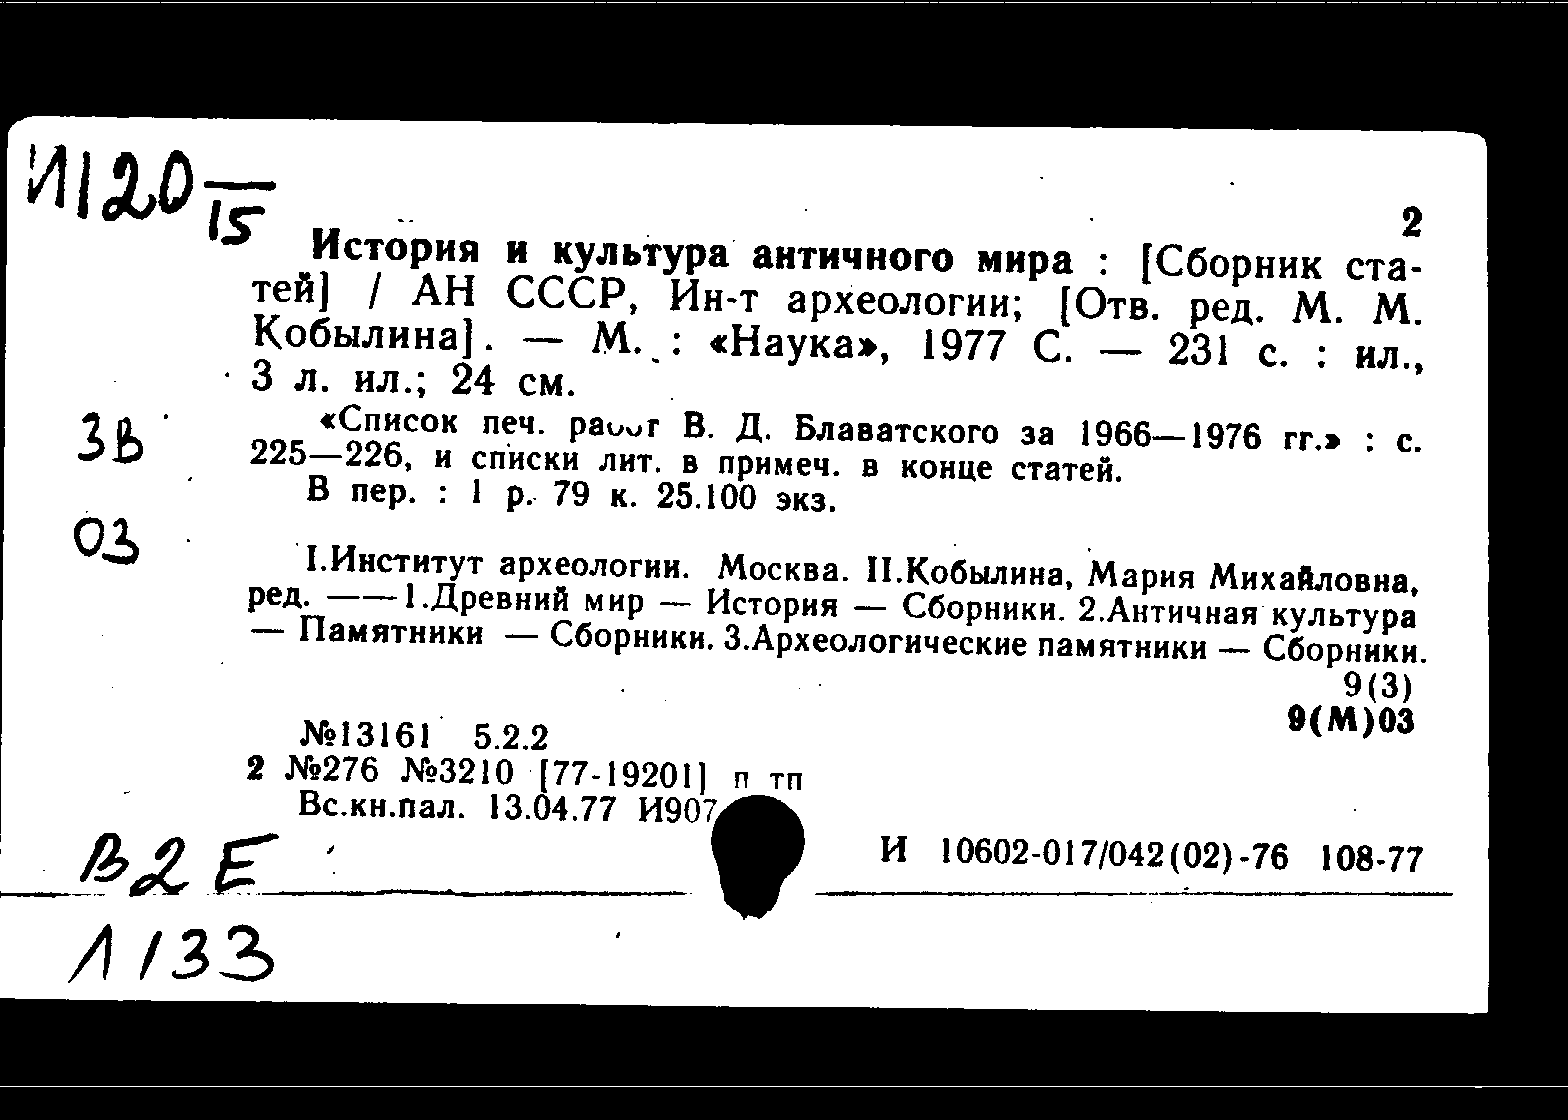 И120 —
15
2
История и культура античного мира : [Сборник ста-
тей] / АН СССР, Ин-т археологии; [Отв. ред. М. М.
Кобылина]. — М. : «Наука», 1977 С. — 231 с. : ил.,
3 л. ил.; 24 см.
«Список печ. работ В. Д. Блаватского за 1966—1976 гг.» : с.
225—226, и списки лит. в примеч. в конце статей.
В пер. : 1 р. 79 к. 25.100 экз.
3В
03
I.Институт археологии. Москва. II.Кобылина, Мария Михайловна,
ред. — — 1.Древний мир — История — Сборники. 2.Античная культура
— Памятники — Сборники. 3.Археологические памятники — Сборники.
9(3)
9(М)03
№13161 5.2.2
2 №276 №3210 [77-19201] п тп
Вс.кн.пал. 13.04.77 И907
И 10602-017/042(02)-76 108-77
В2Е
Л133